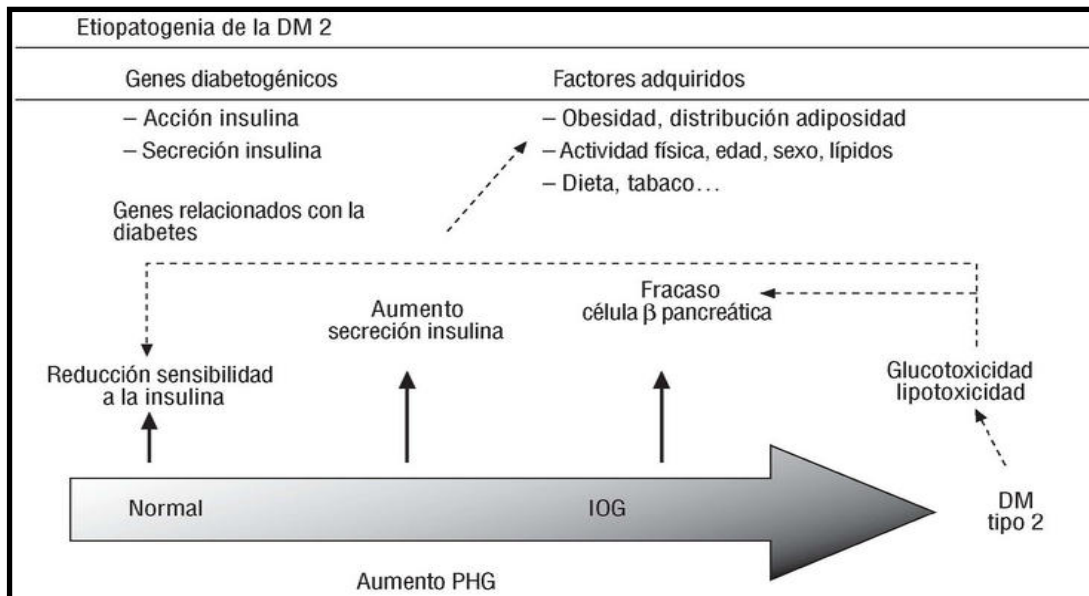 Etiopatogenia de la DM 2
Genes diabetogénicos
Factores adquiridos
– Acción insulina
– Secreción insulina
– Obesidad, distribución adiposidad
– Actividad física, edad, sexo, lípidos
– Dieta, tabaco…
Genes relacionados con la
diabetes
Reducción sensibilidad
a la insulina
Aumento
secreción insulina
Fracaso
célula β pancreática
Glucotoxicidad
lipotoxicidad
Normal
IOG
DM
tipo 2
Aumento PHG